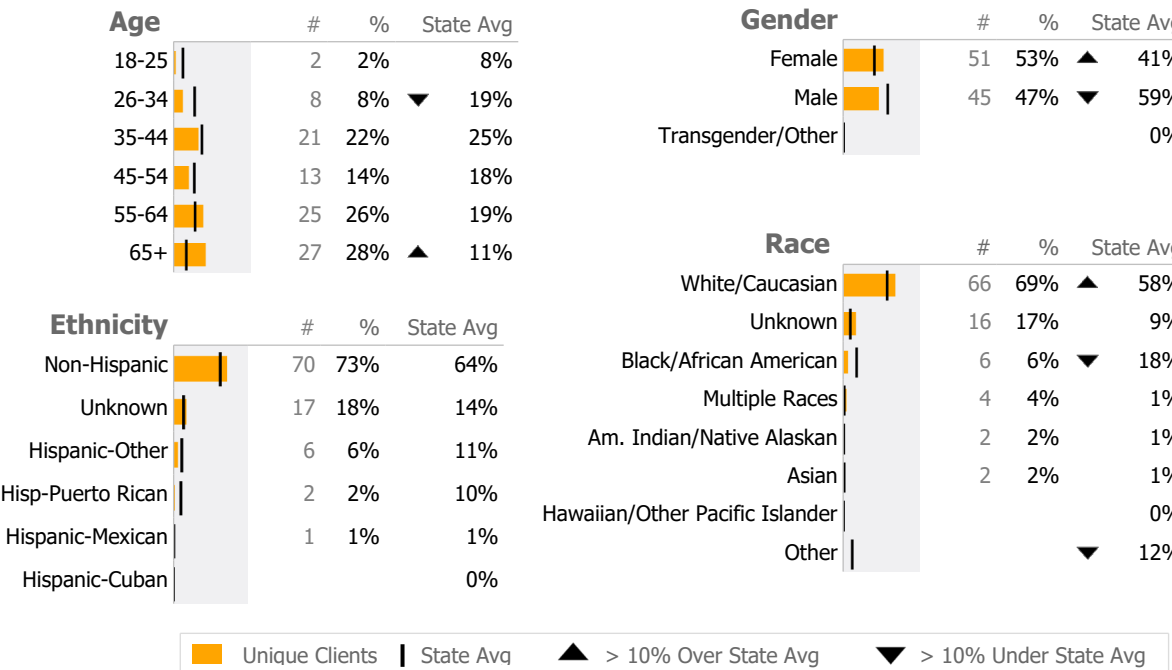 Age # % State Avg
18-25 2 2% 8%
26-34 8 8% ▼ 19%
35-44 21 22% 25%
45-54 13 14% 18%
55-64 25 26% 19%
65+ 27 28% ▲ 11%
Ethnicity # % State Avg
Non-Hispanic 70 73% 64%
Unknown 17 18% 14%
Hispanic-Other 6 6% 11%
Hisp-Puerto Rican 2 2% 10%
Hispanic-Mexican 1 1% 1%
Hispanic-Cuban 0%
Gender # % State Avg
Female 51 53% ▲ 41%
Male 45 47% ▼ 59%
Transgender/Other 0%
Race # % State Avg
White/Caucasian 66 69% ▲ 58%
Unknown 16 17% 9%
Black/African American 6 6% ▼ 18%
Multiple Races 4 4% 1%
Am. Indian/Native Alaskan 2 2% 1%
Asian 2 2% 1%
Hawaiian/Other Pacific Islander 0%
Other ▼ 12%
Unique Clients State Avg ▲ > 10% Over State Avg ▼ > 10% Under State Avg